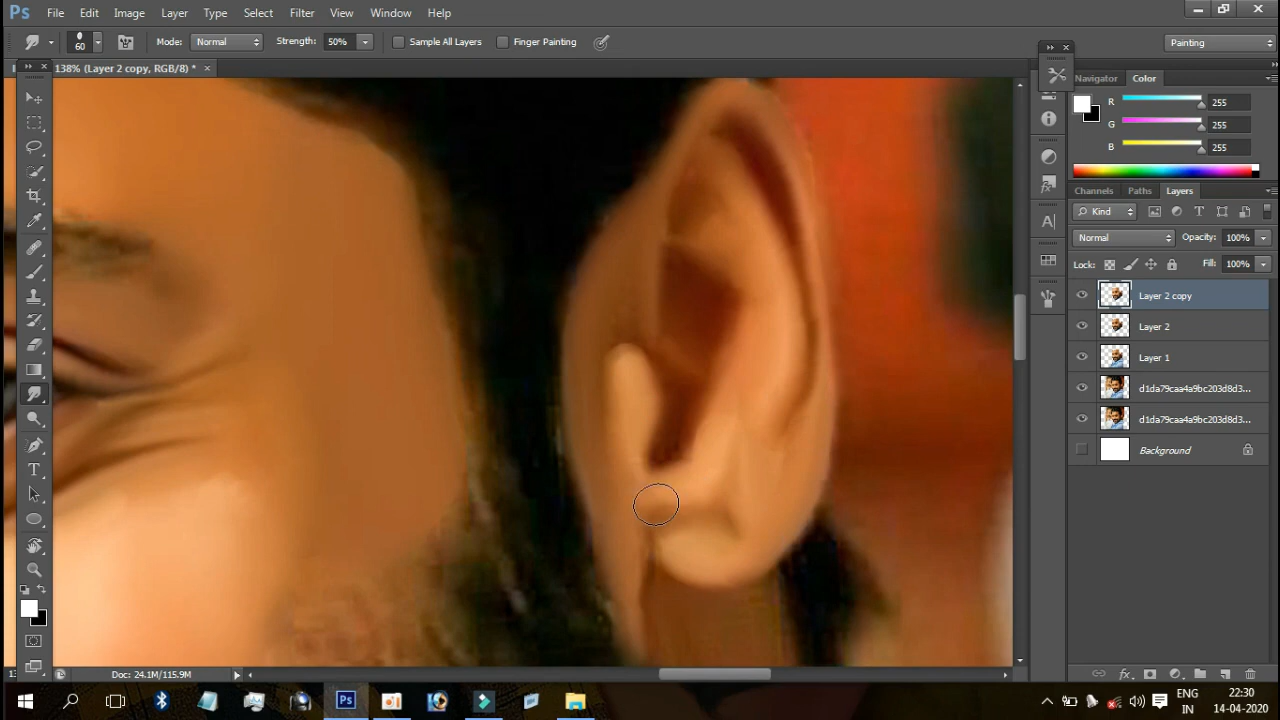 Ps File Edit Image Layer Type Select Filter View Window Help
60 Mode: Normal Strength: 50% Sample All Layers Finger Painting Painting
138% (Layer 2 copy, RGB/8) * ×
Navigator Color
R 255
G 255
B 255
Channels Paths Layers
Kind
Normal Opacity: 100%
Lock: Fill: 100%
Layer 2 copy
Layer 2
Layer 1
d1da79caa4a9bc203d8d3...
d1da79caa4a9bc203d8d3...
Background
Doc: 24.1M/115.9M
ENG
IN
22:30
14-04-2020